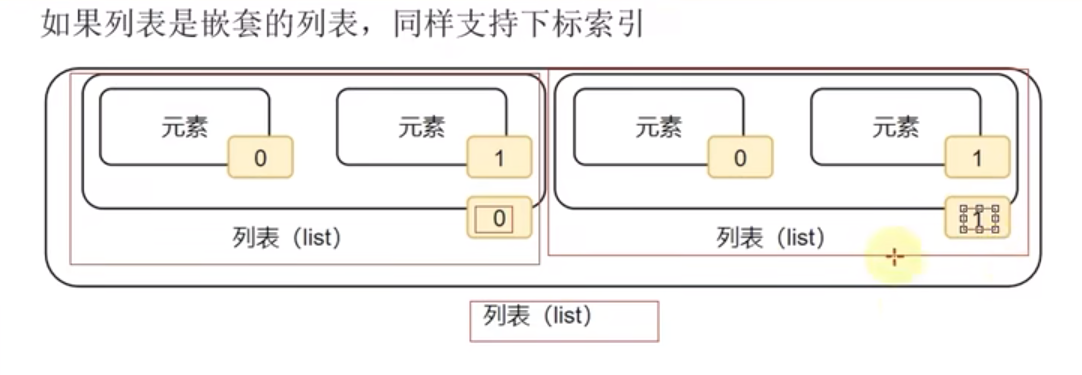 如果列表是嵌套的列表，同样支持下标索引
元素 元素 元素 元素
0 1 0 1
0 1
列表（list） 列表（list）
列表（list）